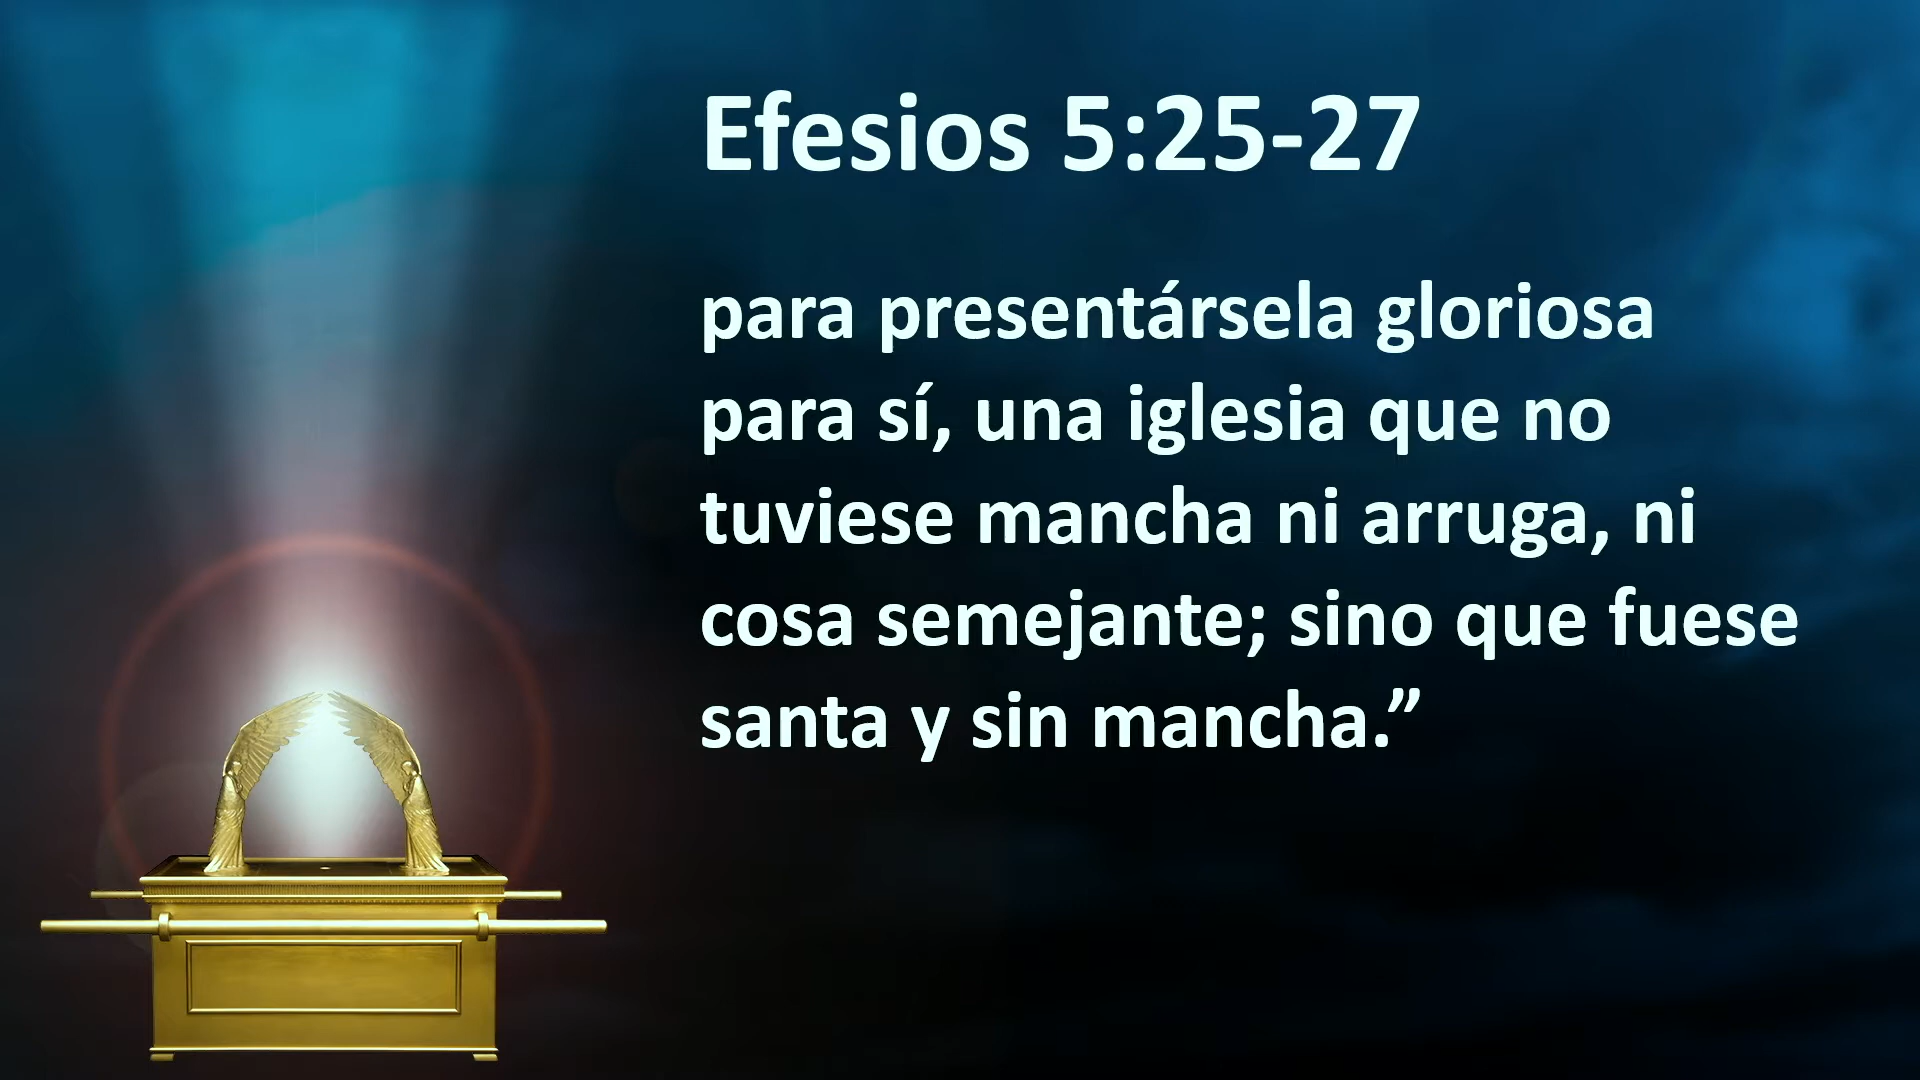 Efesios 5:25-27
para presentársela gloriosa
para sí, una iglesia que no
tuviese mancha ni arruga, ni
cosa semejante; sino que fuese
santa y sin mancha.”